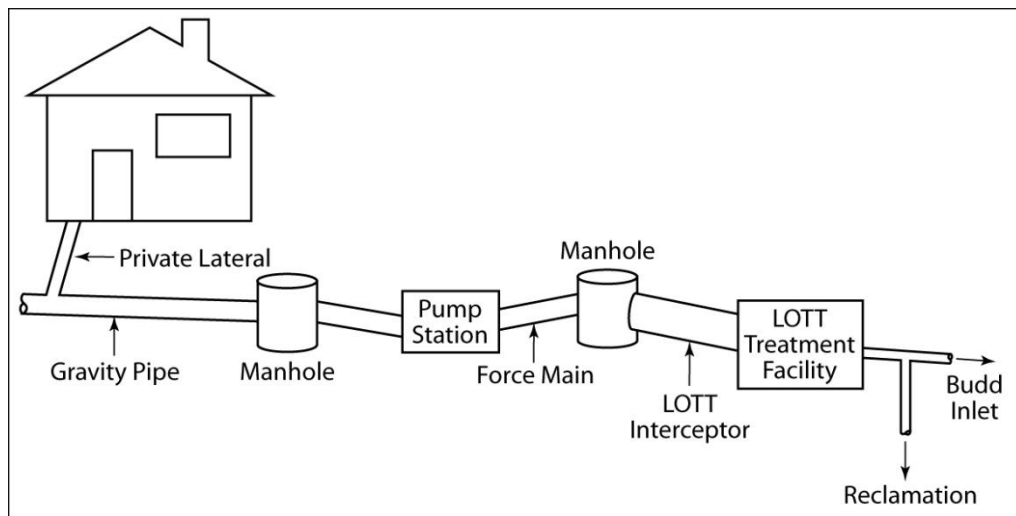 Private Lateral
Gravity Pipe
Manhole
Pump
Station
Force Main
Manhole
LOTT
Interceptor
LOTT
Treatment
Facility
Budd
Inlet
Reclamation